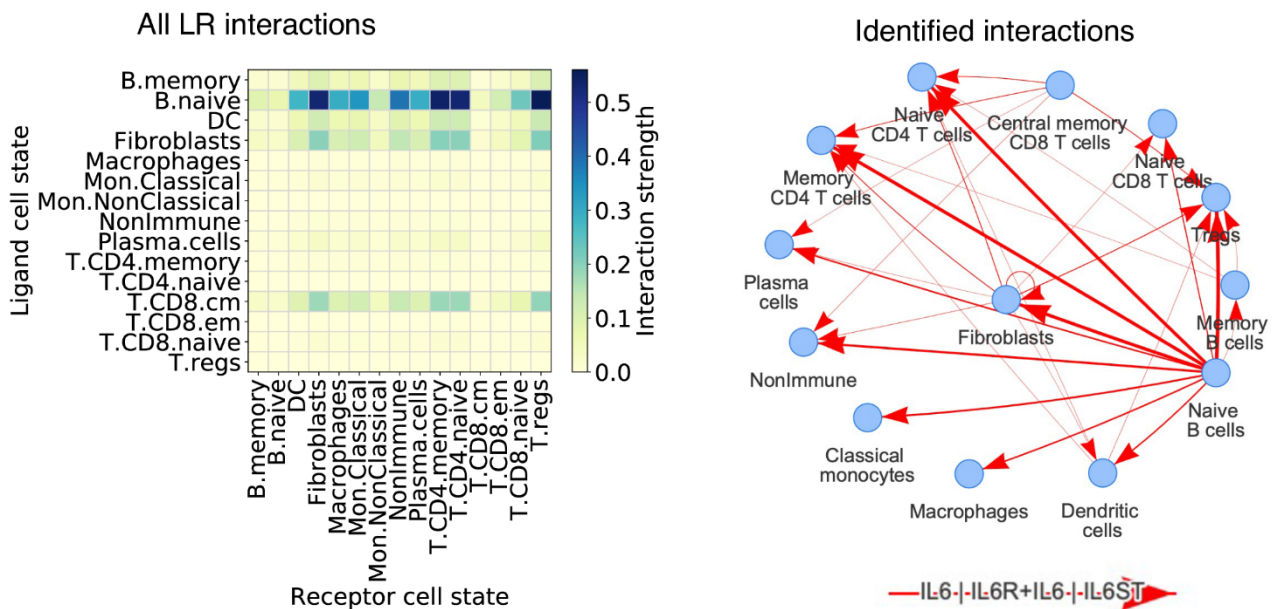 All LR interactions
Ligand cell state
B.memory
B.naive
DC
Fibroblasts
Macrophages
Mon.Classical
Mon.NonClassical
NonImmune
Plasma.cells
T.CD4.memory
T.CD4.naive
T.CD8.cm
T.CD8.em
T.CD8.naive
T.regs
B.memory
B.naive
DC
Fibroblasts
Macrophages
Mon.Classical
Mon.NonClassical
NonImmune
Plasma.cells
T.CD4.memory
T.CD4.naive
T.CD8.cm
T.CD8.em
T.CD8.naive
T.regs
Receptor cell state
0.5
0.4
0.3
0.2
0.1
0.0
Interaction strength
Identified interactions
Naive
CD4 T cells
Central memory
CD8 T cells
Naive
CD8 T cells
Memory
CD4 T cells
Tregs
Plasma
cells
Fibroblasts
Memory
B cells
NonImmune
Naive
B cells
Classical
monocytes
Macrophages
Dendritic
cells
IL6-|-IL6R+IL6-|-IL6ST